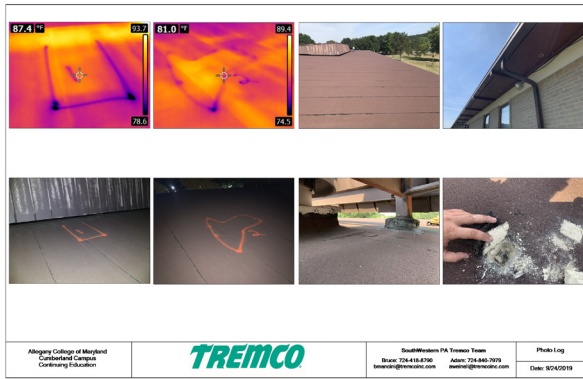 87.4 °F
93.7
78.6
81.0 °F
89.4
74.5
Allegany College of Maryland
Cumberland Campus
Continuing Education
TREMCO
SouthWestern PA Tremco Team
Bruce: 724-418-8790 Adam: 724-840-7979
bmancini@tremcoinc.com aweinel@tremcoinc.com
Photo Log
Date: 9/24/2019